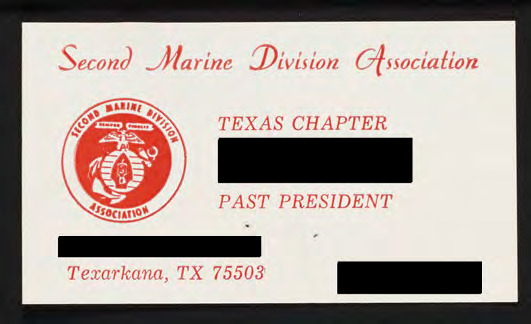 Second Marine Division Association
SECOND MARINE DIVISION
SEMPER FIDELIS
ASSOCIATION
TEXAS CHAPTER
PAST PRESIDENT
Texarkana, TX 75503